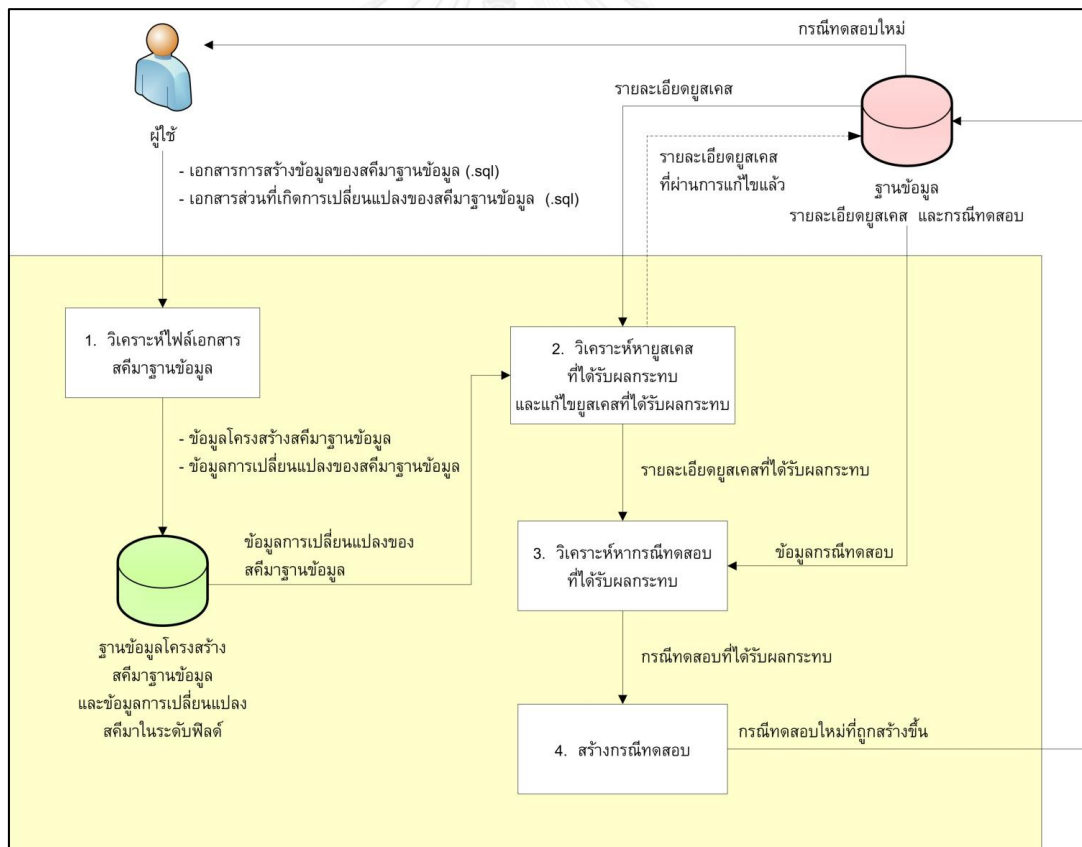 กรณีทดสอบใหม่
รายละเอียดยูสเคส
ผู้ใช้
รายละเอียดยูสเคส
ที่ผ่านการแก้ไขแล้ว
ฐานข้อมูล
รายละเอียดยูสเคส และกรณีทดสอบ
- เอกสารการสร้างข้อมูลของสคีมาฐานข้อมูล (.sql)
- เอกสารส่วนที่เกิดการเปลี่ยนแปลงของสคีมาฐานข้อมูล (.sql)
1. วิเคราะห์ไฟล์เอกสาร
สคีมาฐานข้อมูล
2. วิเคราะห์หายูสเคส
ที่ได้รับผลกระทบ
และแก้ไขยูสเคสที่ได้รับผลกระทบ
- ข้อมูลโครงสร้างสคีมาฐานข้อมูล
- ข้อมูลการเปลี่ยนแปลงของสคีมาฐานข้อมูล
รายละเอียดยูสเคสที่ได้รับผลกระทบ
ข้อมูลการเปลี่ยนแปลงของ
สคีมาฐานข้อมูล
3. วิเคราะห์หากรณีทดสอบ
ที่ได้รับผลกระทบ
ข้อมูลกรณีทดสอบ
ฐานข้อมูลโครงสร้าง
สคีมาฐานข้อมูล
และข้อมูลการเปลี่ยนแปลง
สคีมาในระดับฟิลด์
กรณีทดสอบที่ได้รับผลกระทบ
4. สร้างกรณีทดสอบ
กรณีทดสอบใหม่ที่ถูกสร้างขึ้น